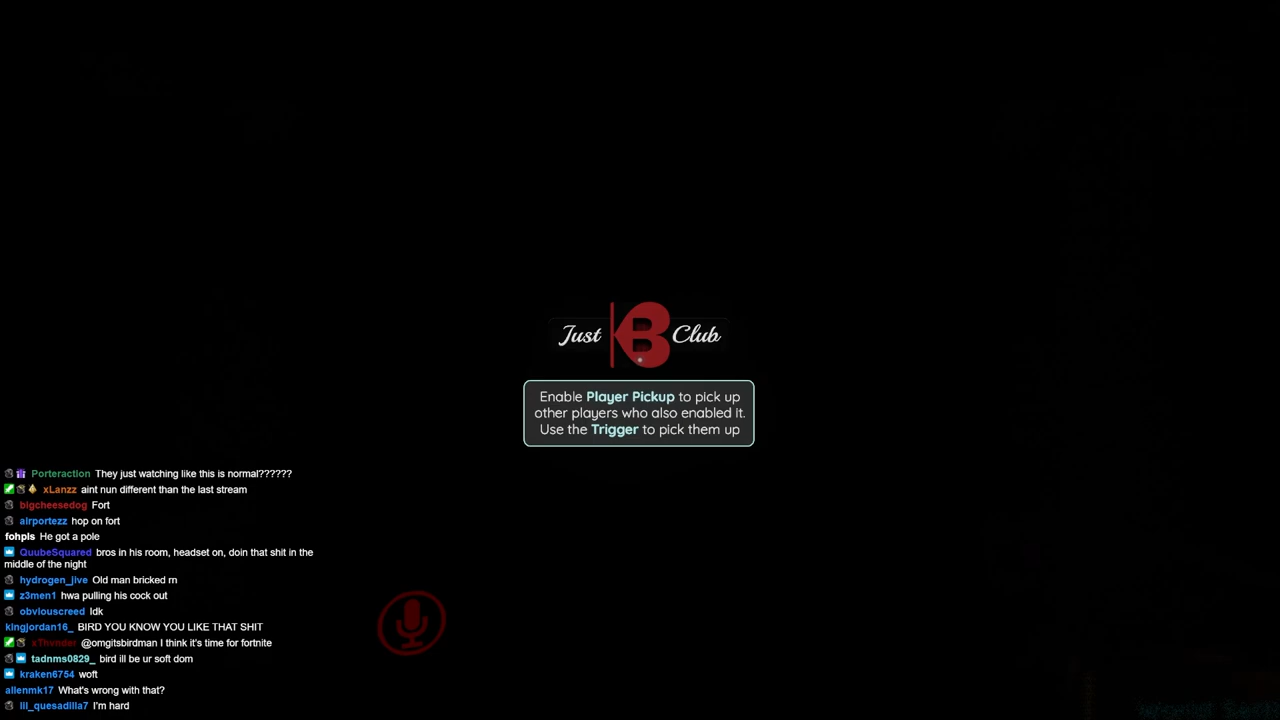 Just B Club
Enable Player Pickup to pick up
other players who also enabled it.
Use the Trigger to pick them up
Porteraction They just watching like this is normal??????
xLanzz aint nun different than the last stream
bigcheesedog Fort
airportezz hop on fort
fohpls He got a pole
QuubeSquared bros in his room, headset on, doin that shit in the
middle of the night
hydrogen_jive Old man bricked rn
z3men1 hwa pulling his cock out
obviouscreed Idk
kingjordan16_ BIRD YOU KNOW YOU LIKE THAT SHIT
xThvnder @omgitsbirdman I think it's time for fortnite
tadnms0829_ bird ill be ur soft dom
kraken6754 woft
allenmk17 What's wrong with that?
lil_quesadilla7 I'm hard